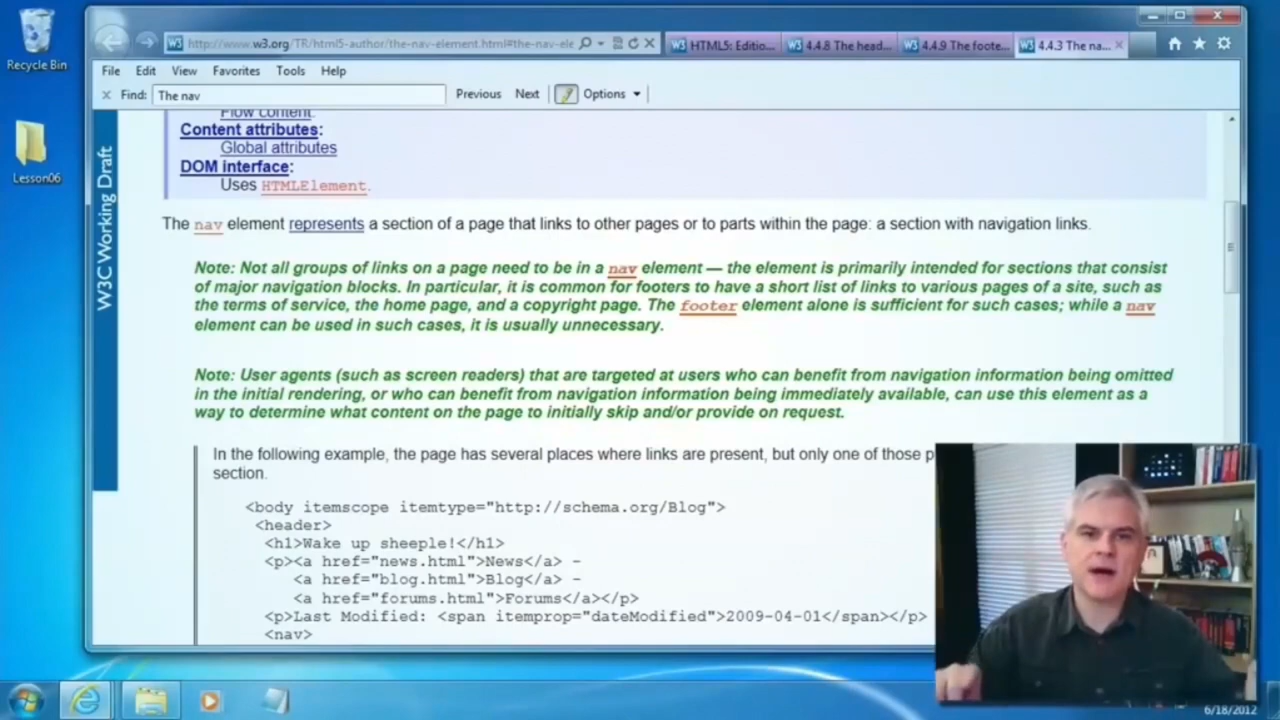 Recycle Bin
Lesson06
http://www.w3.org/TR/html5-author/the-nav-element.html#the-nav-ele
HTML5: Editio...
4.4.8 The head...
4.4.9 The foote...
4.4.3 The na...
File Edit View Favorites Tools Help
Find: The nav Previous Next Options
W3C Working Draft
Flow content.
Content attributes:
Global attributes
DOM interface:
Uses HTMLElement.
The nav element represents a section of a page that links to other pages or to parts within the page: a section with navigation links.
Note: Not all groups of links on a page need to be in a nav element — the element is primarily intended for sections that consist
of major navigation blocks. In particular, it is common for footers to have a short list of links to various pages of a site, such as
the terms of service, the home page, and a copyright page. The footer element alone is sufficient for such cases; while a nav
element can be used in such cases, it is usually unnecessary.
Note: User agents (such as screen readers) that are targeted at users who can benefit from navigation information being omitted
in the initial rendering, or who can benefit from navigation information being immediately available, can use this element as a
way to determine what content on the page to initially skip and/or provide on request.
In the following example, the page has several places where links are present, but only one of those p
section.
<body itemscope itemtype="http://schema.org/Blog">
<header>
<h1>Wake up sheeple!</h1>
<p><a href="news.html">News</a> -
<a href="blog.html">Blog</a> -
<a href="forums.html">Forums</a></p>
<p>Last Modified: <span itemprop="dateModified">2009-04-01</span></p>
<nav>
6/18/2012